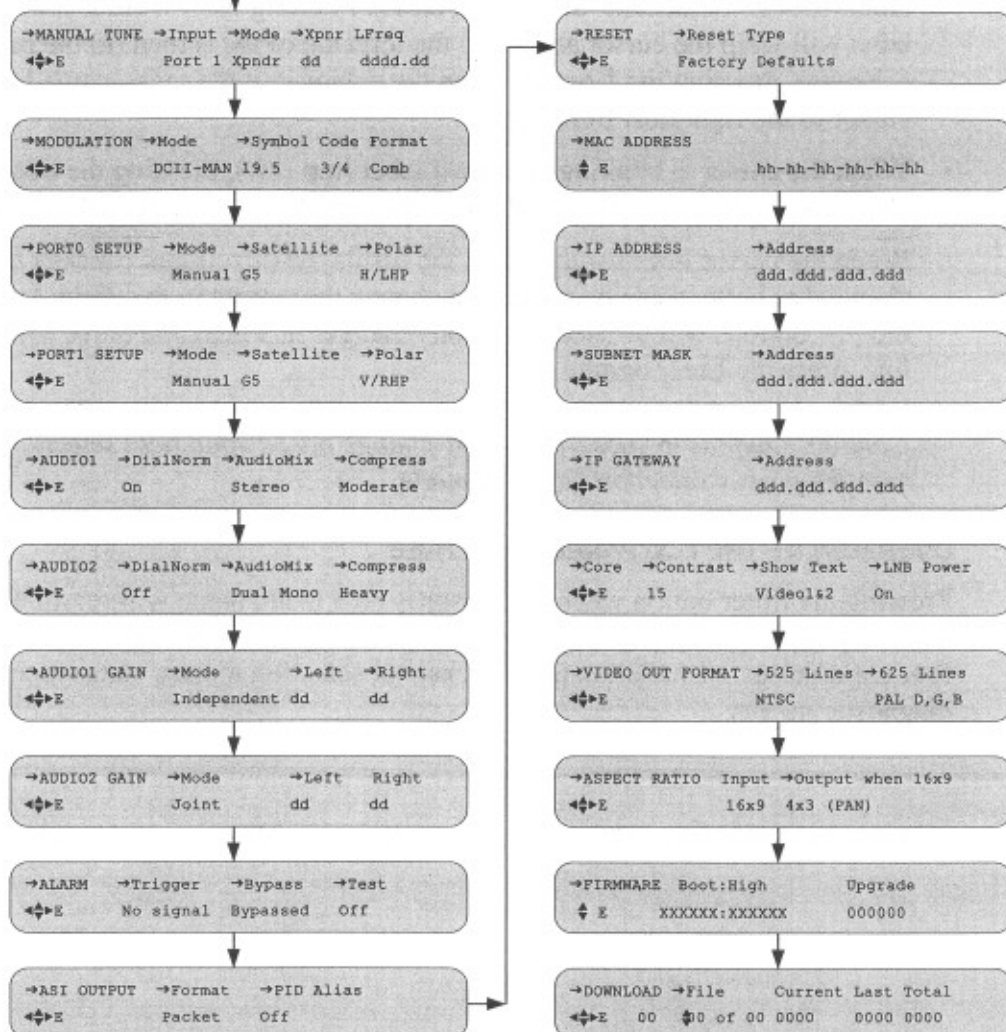 →MANUAL TUNE →Input →Mode →Xpnr LFreq
◄♦►E Port 1 Xpndr dd dddd.dd
→MODULATION →Mode →Symbol Code Format
◄♦►E DCII-MAN 19.5 3/4 Comb
→PORT0 SETUP →Mode →Satellite →Polar
◄♦►E Manual G5 H/LHP
→PORT1 SETUP →Mode →Satellite →Polar
◄♦►E Manual G5 V/RHP
→AUDIO1 →DialNorm →AudioMix →Compress
◄♦►E On Stereo Moderate
→AUDIO2 →DialNorm →AudioMix →Compress
◄♦►E Off Dual Mono Heavy
→AUDIO1 GAIN →Mode →Left →Right
◄♦►E Independent dd dd
→AUDIO2 GAIN →Mode →Left Right
◄♦►E Joint dd dd
→ALARM →Trigger →Bypass →Test
◄♦►E No signal Bypassed Off
→ASI OUTPUT →Format →PID Alias
◄♦►E Packet Off
→RESET →Reset Type
◄♦►E Factory Defaults
→MAC ADDRESS
♦ E hh-hh-hh-hh-hh-hh
→IP ADDRESS →Address
◄♦►E ddd.ddd.ddd.ddd
→SUBNET MASK →Address
◄♦►E ddd.ddd.ddd.ddd
→IP GATEWAY →Address
◄♦►E ddd.ddd.ddd.ddd
→Core →Contrast →Show Text →LNB Power
◄♦►E 15 Video1&2 On
→VIDEO OUT FORMAT →525 Lines →625 Lines
◄♦►E NTSC PAL D,G,B
→ASPECT RATIO Input →Output when 16x9
◄♦►E 16x9 4x3 (PAN)
→FIRMWARE Boot:High Upgrade
♦ E XXXXXX:XXXXXX 000000
→DOWNLOAD →File Current Last Total
◄♦►E 00 ♦00 of 00 0000 0000 0000